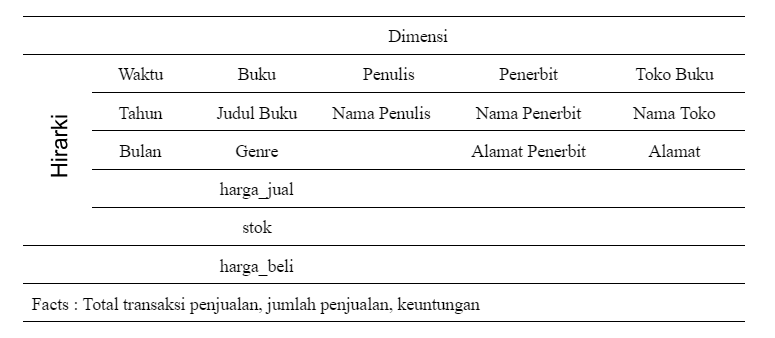 Dimensi
Hirarki
Waktu Buku Penulis Penerbit Toko Buku
Tahun Judul Buku Nama Penulis Nama Penerbit Nama Toko
Bulan Genre Alamat Penerbit Alamat
harga_jual
stok
harga_beli
Facts : Total transaksi penjualan, jumlah penjualan, keuntungan